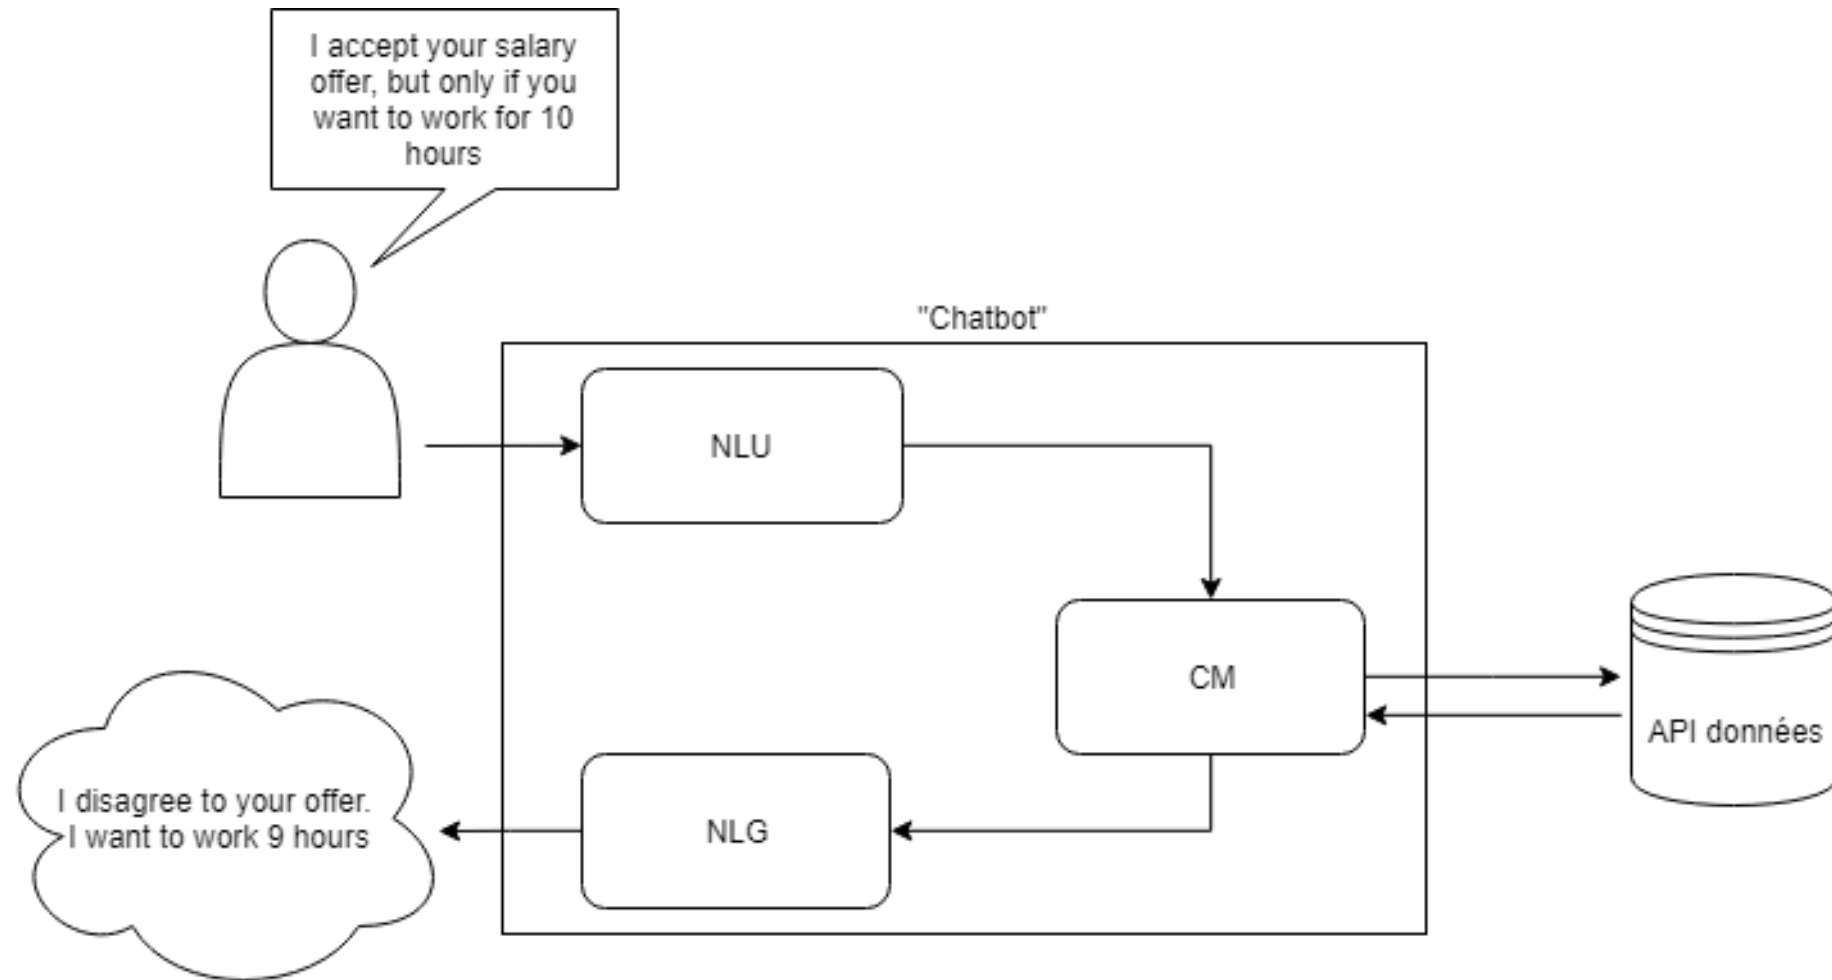 I accept your salary
offer, but only if you
want to work for 10
hours
"Chatbot"
NLU
CM
API données
I disagree to your offer.
I want to work 9 hours
NLG